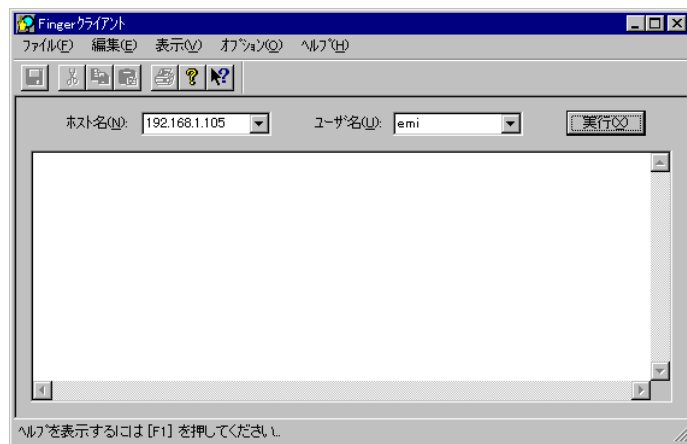 Fingerクライアント
ファイル(F) 編集(E) 表示(V) オプション(O) ヘルプ(H)
ホスト名(N): 192.168.1.105 ユーザ名(U): emi 実行(X)
ヘルプを表示するには [F1] を押してください。